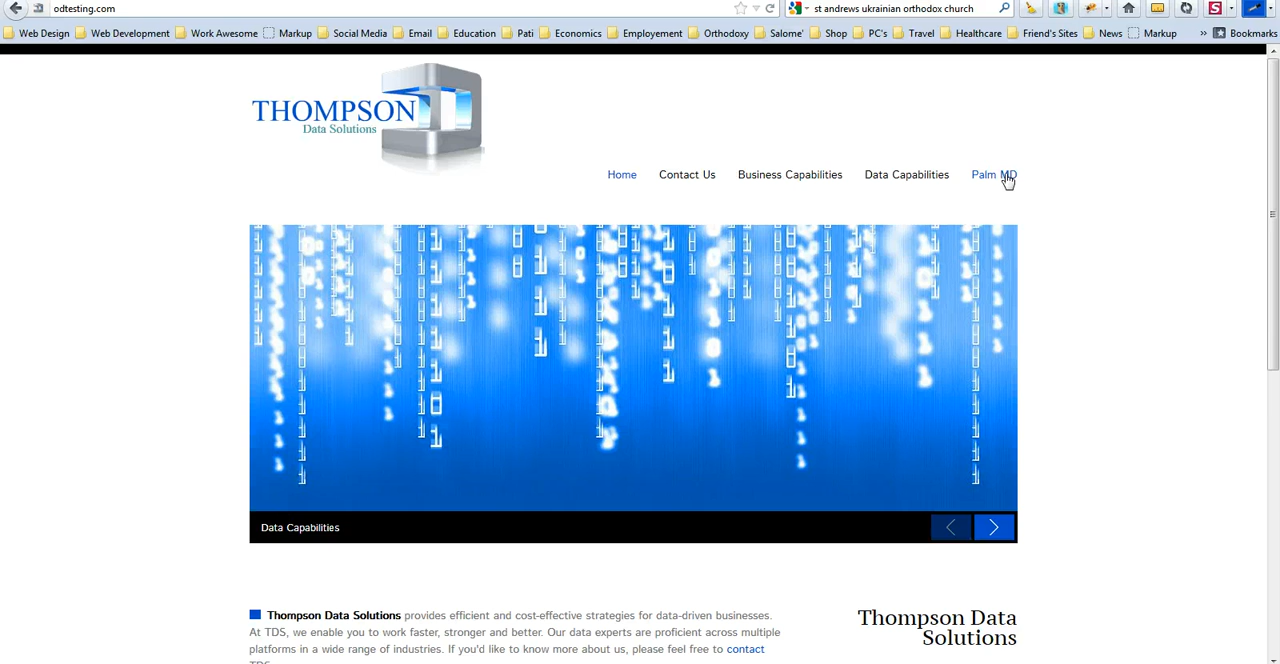 odtesting.com
st andrews ukrainian orthodox church
Web Design Web Development Work Awesome Markup Social Media Email Education Pati Economics Employement Orthodoxy Salome' Shop PC's Travel Healthcare Friend's Sites News Markup » Bookmarks
THOMPSON
Data Solutions
Home Contact Us Business Capabilities Data Capabilities Palm MD
Data Capabilities
Thompson Data Solutions provides efficient and cost-effective strategies for data-driven businesses.
At TDS, we enable you to work faster, stronger and better. Our data experts are proficient across multiple
platforms in a wide range of industries. If you'd like to know more about us, please feel free to contact
TDS.
Thompson Data
Solutions